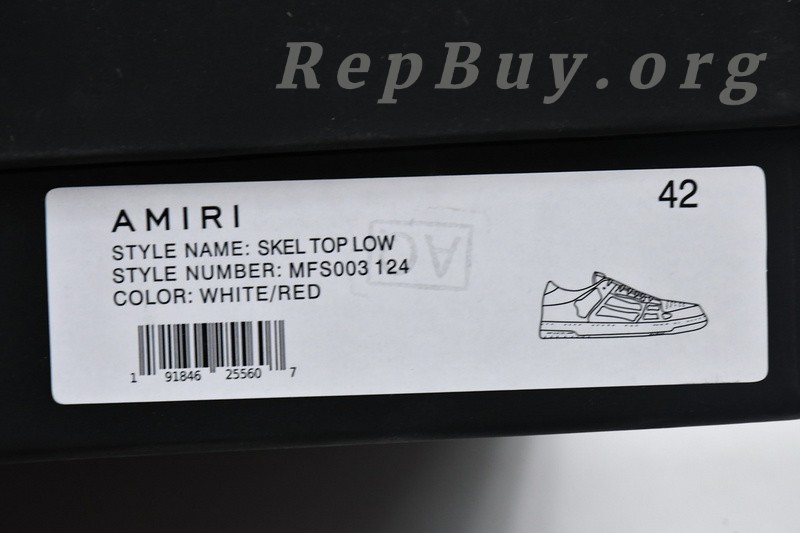 RepBuy.org
42
AMIRI
STYLE NAME: SKEL TOP LOW
STYLE NUMBER: MFS003 124
COLOR: WHITE/RED
QA
1 91846 25560 7